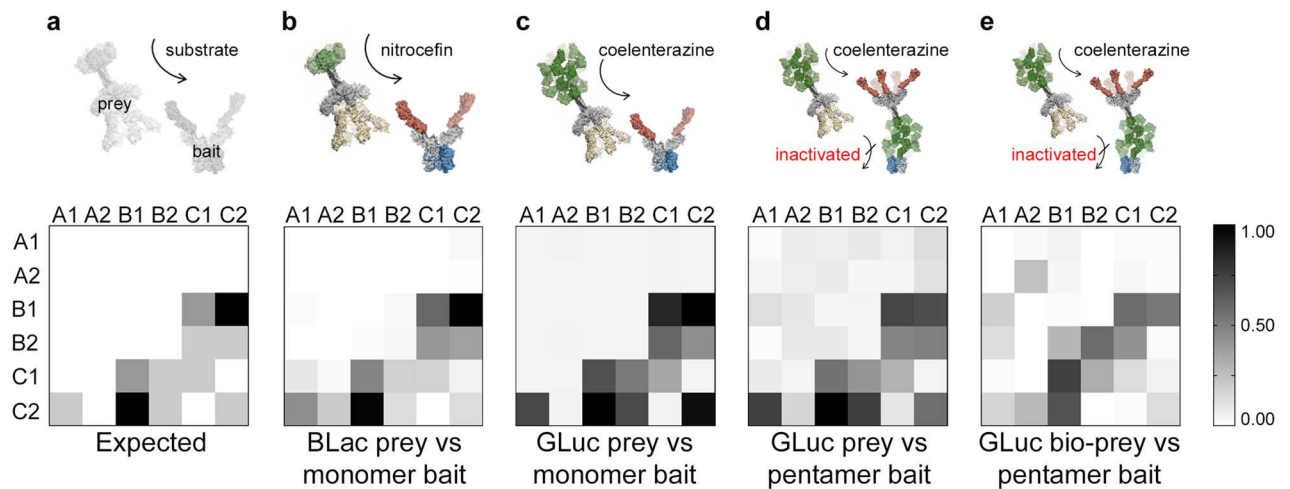 a b c d e
substrate nitrocefin coelenterazine coelenterazine coelenterazine
prey
bait
inactivated inactivated
A1 A2 B1 B2 C1 C2 A1 A2 B1 B2 C1 C2 A1 A2 B1 B2 C1 C2 A1 A2 B1 B2 C1 C2 A1 A2 B1 B2 C1 C2
A1
A2
B1
B2
C1
C2
1.00
0.50
0.00
Expected
BLac prey vs
monomer bait
GLuc prey vs
monomer bait
GLuc prey vs
pentamer bait
GLuc bio-prey vs
pentamer bait